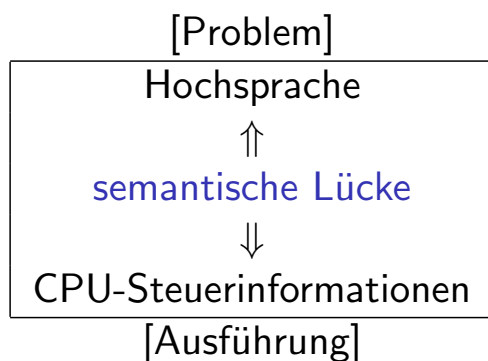 [Problem]
Hochsprache
⇑
semantische Lücke
⇓
CPU-Steuerinformationen
[Ausführung]